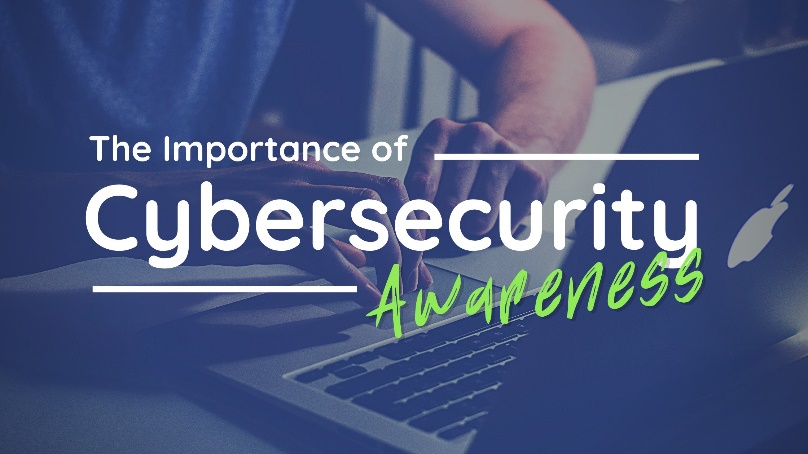 The Importance of
Cybersecurity
Awareness